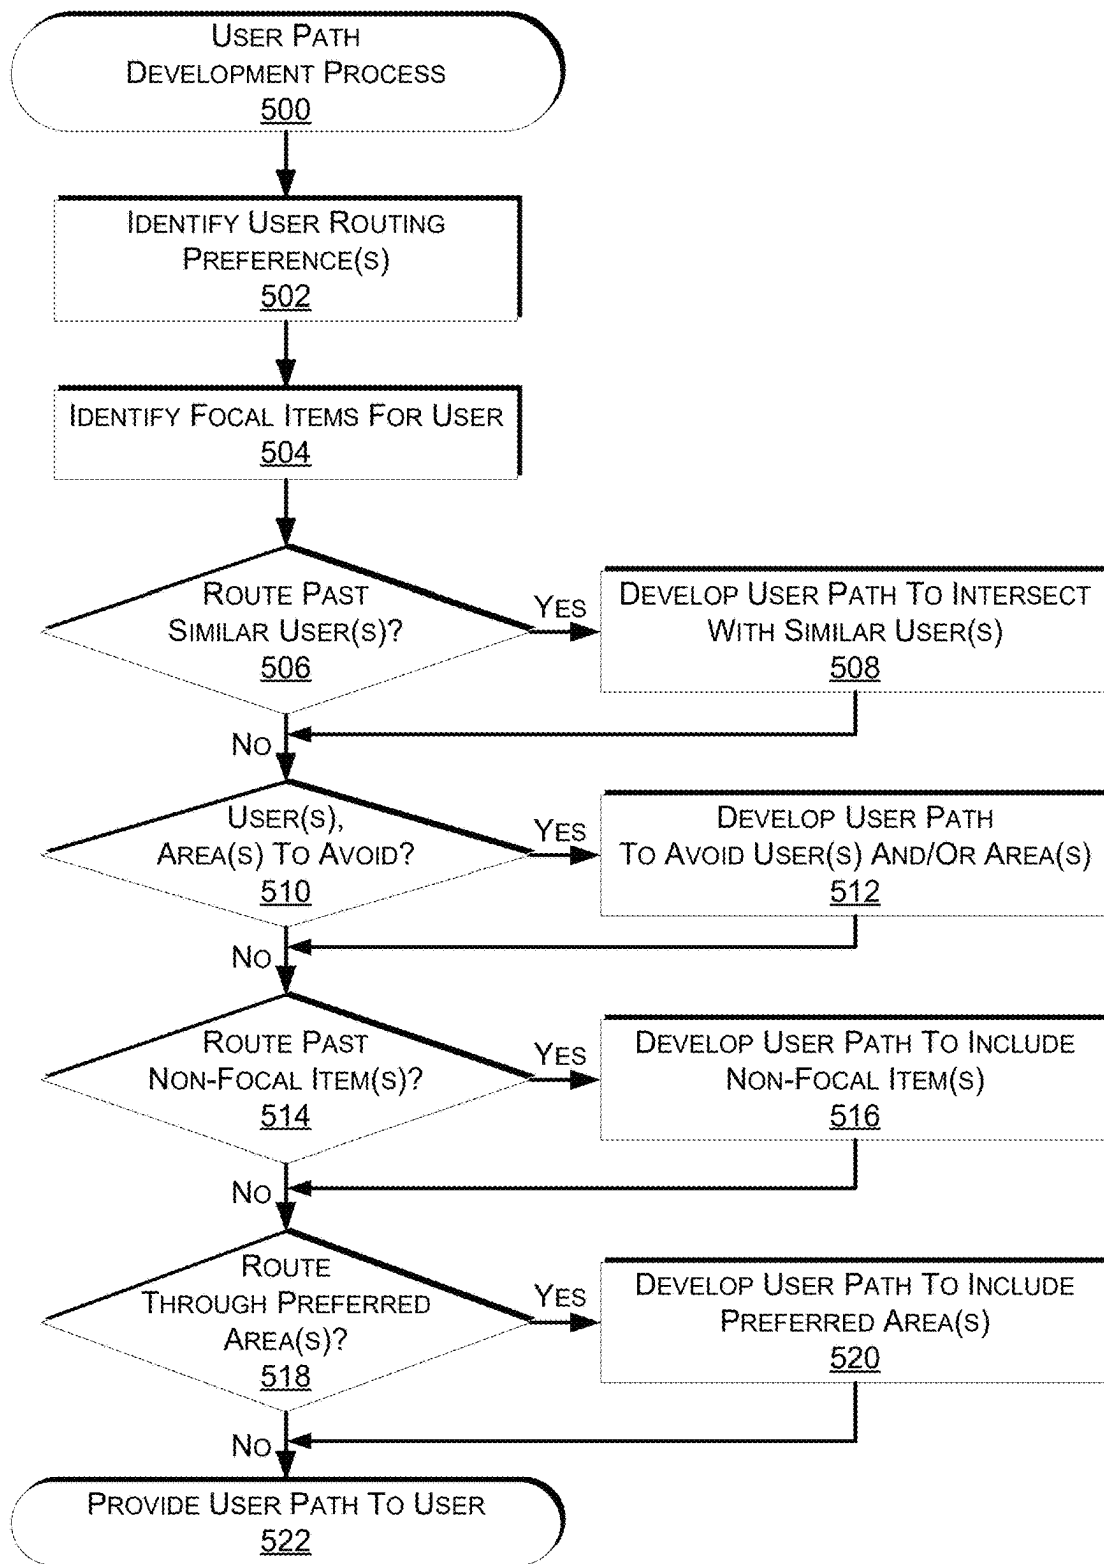 USER PATH
DEVELOPMENT PROCESS
500
IDENTIFY USER ROUTING
PREFERENCE(S)
502
IDENTIFY FOCAL ITEMS FOR USER
504
ROUTE PAST
SIMILAR USER(S)?
506
YES
DEVELOP USER PATH TO INTERSECT
WITH SIMILAR USER(S)
508
NO
USER(S),
AREA(S) TO AVOID?
510
YES
DEVELOP USER PATH
TO AVOID USER(S) AND/OR AREA(S)
512
NO
ROUTE PAST
NON-FOCAL ITEM(S)?
514
YES
DEVELOP USER PATH TO INCLUDE
NON-FOCAL ITEM(S)
516
NO
ROUTE
THROUGH PREFERRED
AREA(S)?
518
YES
DEVELOP USER PATH TO INCLUDE
PREFERRED AREA(S)
520
NO
PROVIDE USER PATH TO USER
522